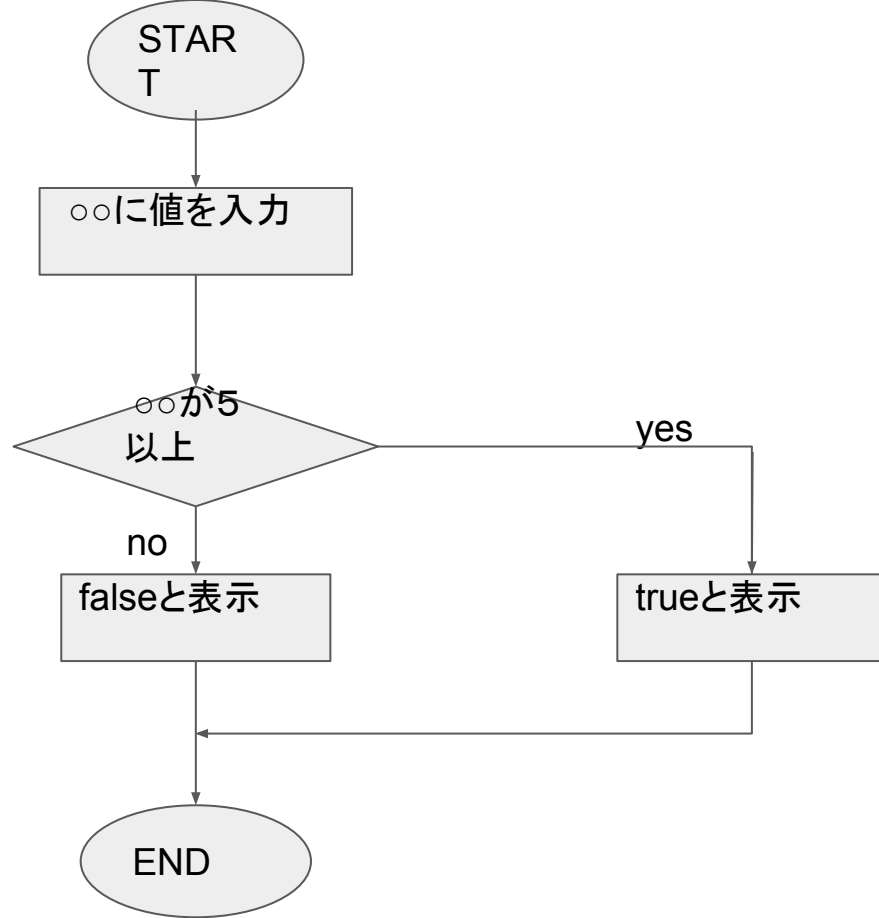 STAR
T
○○に値を入力
○○が5
以上
yes
no
falseと表示
trueと表示
END